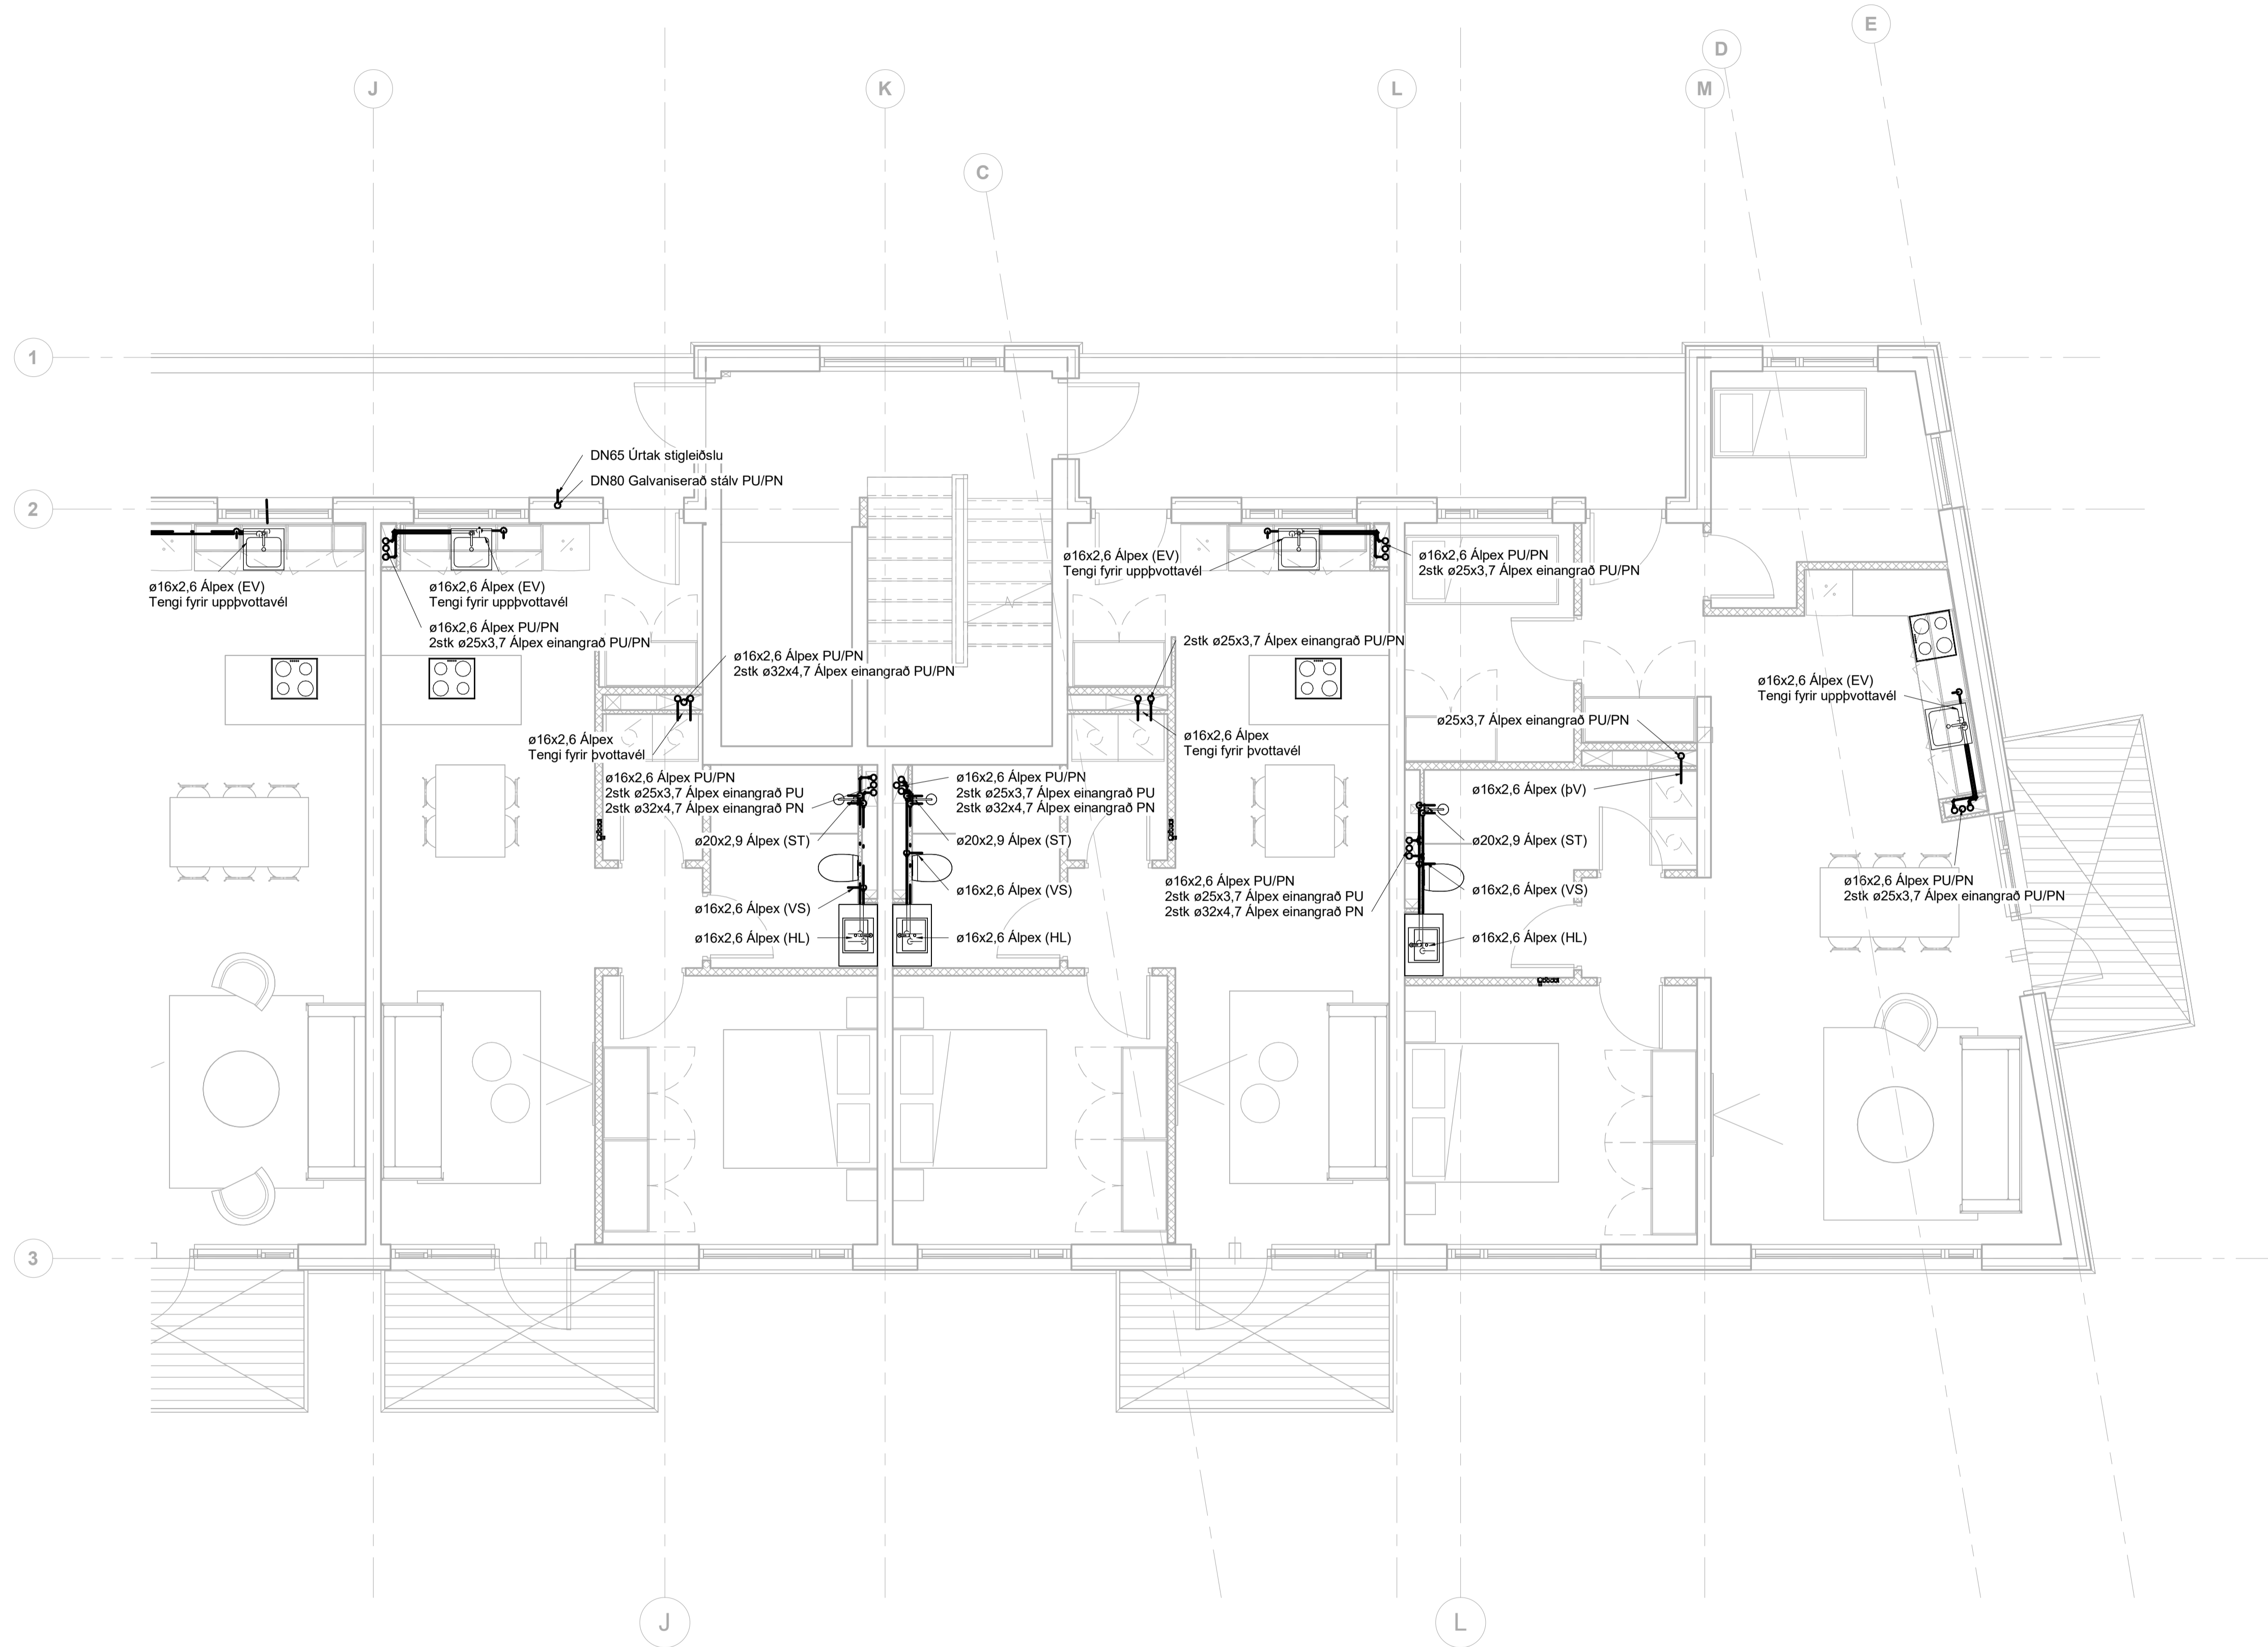 E
D
J
K
L
M
C
1
DN65 Úrtak stigleiðslu
DN80 Galvaniserað stálv PU/PN
2
ø16x2,6 Álpex (EV)
Tengi fyrir uppþvottavél
ø16x2,6 Álpex (EV)
Tengi fyrir uppþvottavél
ø16x2,6 Álpex PU/PN
2stk ø25x3,7 Álpex einangrað PU/PN
ø16x2,6 Álpex (EV)
Tengi fyrir uppþvottavél
ø16x2,6 Álpex PU/PN
2stk ø25x3,7 Álpex einangrað PU/PN
ø16x2,6 Álpex PU/PN
2stk ø32x4,7 Álpex einangrað PU/PN
2stk ø25x3,7 Álpex einangrað PU/PN
ø16x2,6 Álpex (EV)
Tengi fyrir uppþvottavél
ø25x3,7 Álpex einangrað PU/PN
ø16x2,6 Álpex
Tengi fyrir þvottavél
ø16x2,6 Álpex
Tengi fyrir þvottavél
ø16x2,6 Álpex PU/PN
2stk ø25x3,7 Álpex einangrað PU
2stk ø32x4,7 Álpex einangrað PN
ø16x2,6 Álpex PU/PN
2stk ø25x3,7 Álpex einangrað PU
2stk ø32x4,7 Álpex einangrað PN
ø16x2,6 Álpex (þV)
ø20x2,9 Álpex (ST)
ø20x2,9 Álpex (ST)
ø20x2,9 Álpex (ST)
ø16x2,6 Álpex (VS)
ø16x2,6 Álpex PU/PN
2stk ø25x3,7 Álpex einangrað PU
2stk ø32x4,7 Álpex einangrað PN
ø16x2,6 Álpex (VS)
ø16x2,6 Álpex PU/PN
2stk ø25x3,7 Álpex einangrað PU/PN
ø16x2,6 Álpex (VS)
ø16x2,6 Álpex (HL)
ø16x2,6 Álpex (HL)
ø16x2,6 Álpex (HL)
3
J
L